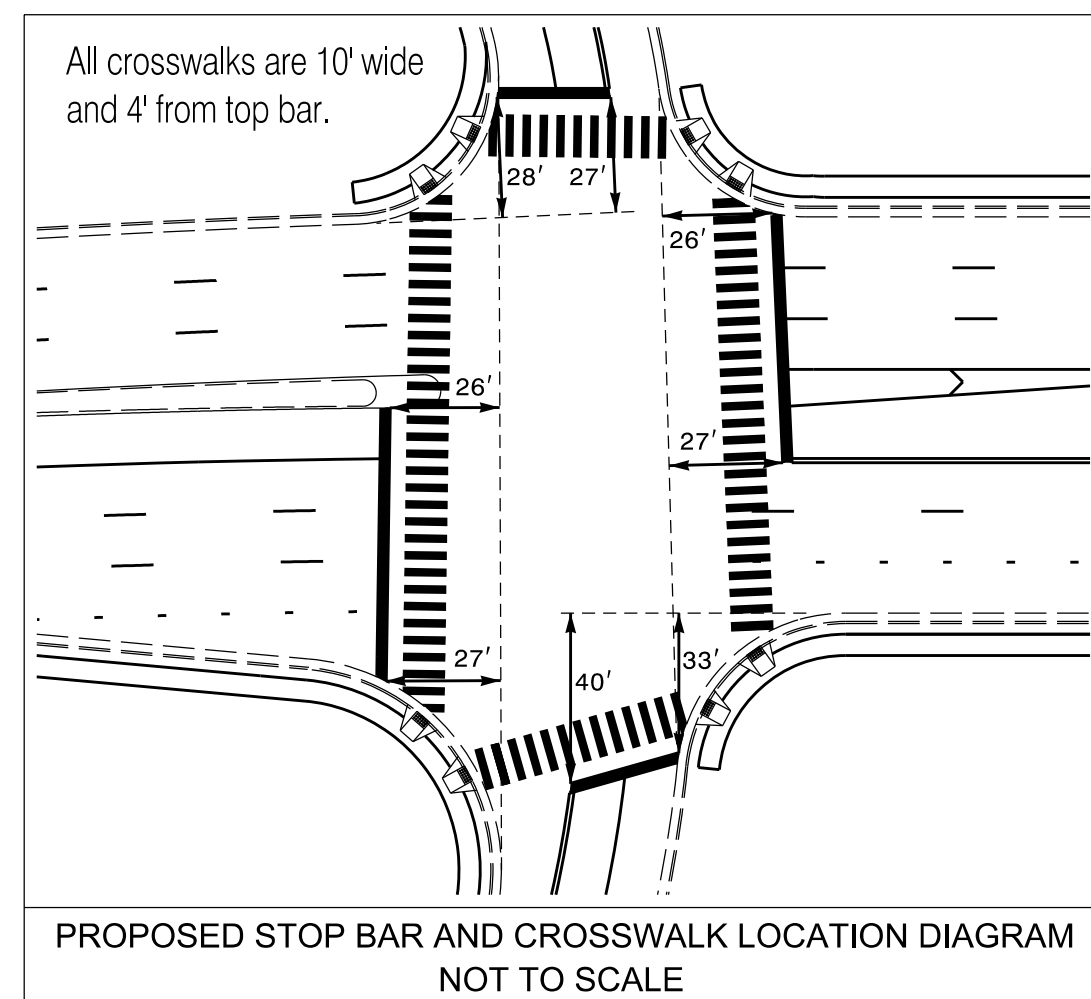 All crosswalks are 10' wide
and 4' from top bar.
28' 27'
26'
26'
27'
27'
33'
40'
PROPOSED STOP BAR AND CROSSWALK LOCATION DIAGRAM
NOT TO SCALE